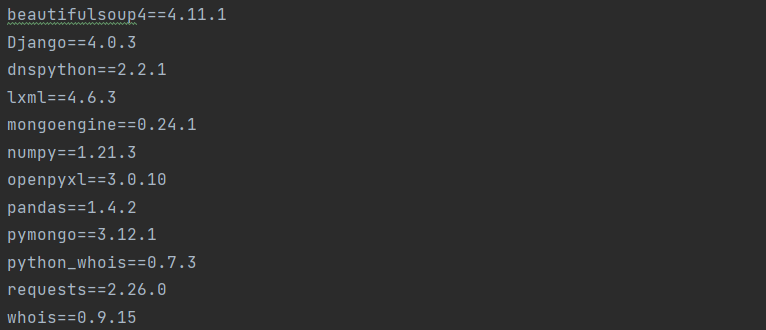 beautifulsoup4==4.11.1
Django==4.0.3
dnspython==2.2.1
lxml==4.6.3
mongoengine==0.24.1
numpy==1.21.3
openpyxl==3.0.10
pandas==1.4.2
pymongo==3.12.1
python_whois==0.7.3
requests==2.26.0
whois==0.9.15